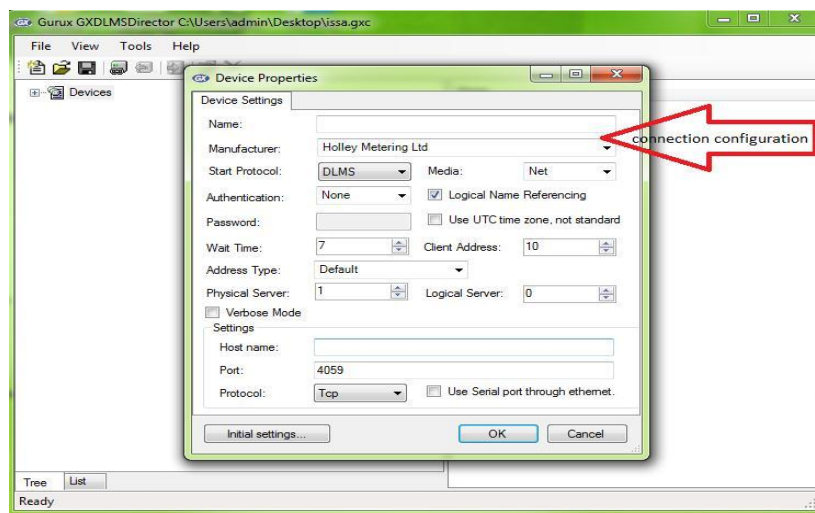 Gurux GXDLMSDirector C:\Users\admin\Desktop\issa.gxc
File View Tools Help
Devices
Device Properties
Device Settings
Name:
Manufacturer: Holley Metering Ltd
connection configuration
Start Protocol: DLMS Media: Net
Authentication: None Logical Name Referencing
Password: Use UTC time zone, not standard
Wait Time: 7 Client Address: 10
Address Type: Default
Physical Server: 1 Logical Server: 0
Verbose Mode
Settings
Host name:
Port: 4059
Protocol: Tcp Use Serial port through ethernet.
Initial settings... OK Cancel
Tree List
Ready